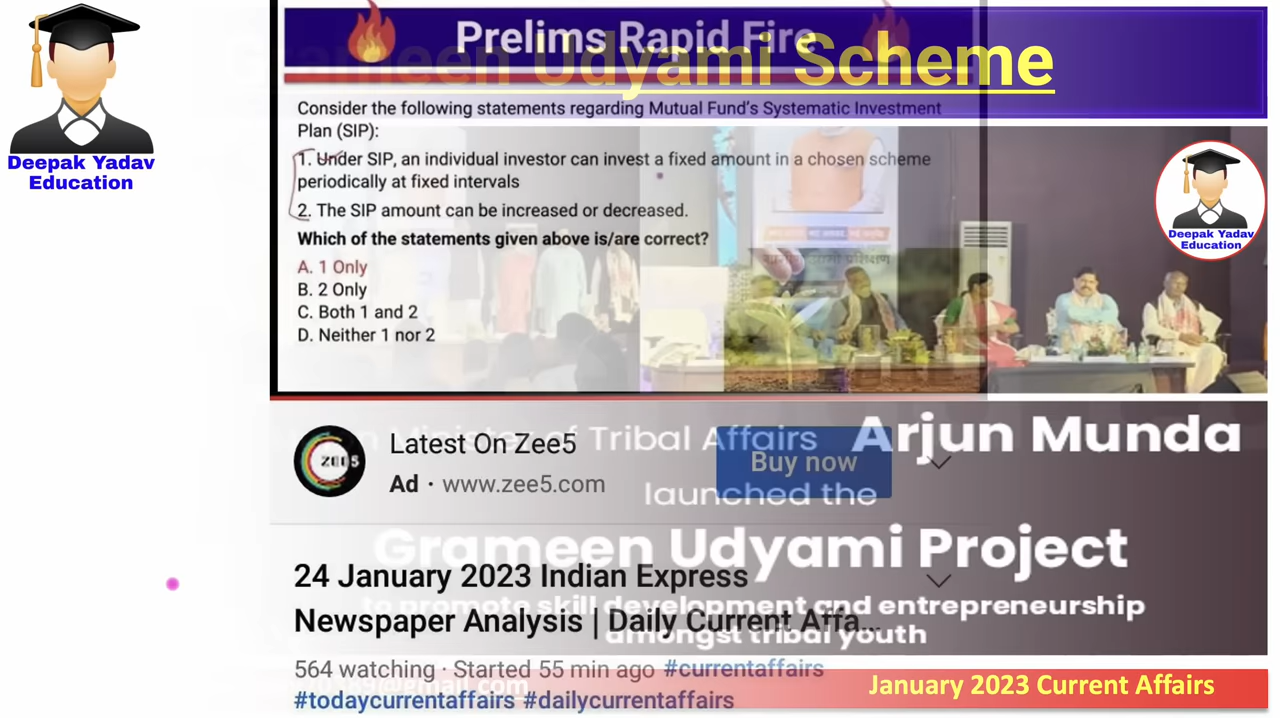 Deepak Yadav
Education
Prelims Rapid Fire
Grameen Udyami Scheme
Consider the following statements regarding Mutual Fund's Systematic Investment
Plan (SIP):
1. Under SIP, an individual investor can invest a fixed amount in a chosen scheme
periodically at fixed intervals
2. The SIP amount can be increased or decreased.
Which of the statements given above is/are correct?
A. 1 Only
B. 2 Only
C. Both 1 and 2
D. Neither 1 nor 2
Deepak Yadav
Education
ZEE5
Latest On Zee5
Ad · www.zee5.com
Buy now
Minister of Tribal Affairs Arjun Munda
launched the
Grameen Udyami Project
to promote skill development and entrepreneurship
amongst tribal youth
24 January 2023 Indian Express
Newspaper Analysis | Daily Current Affa...
564 watching · Started 55 min ago #currentaffairs
#todaycurrentaffairs #dailycurrentaffairs
@gmail.com
January 2023 Current Affairs